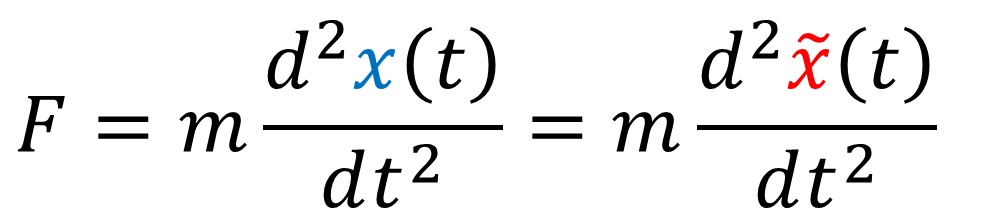 F = m d²x(t)/dt² = m d²x̃(t)/dt²